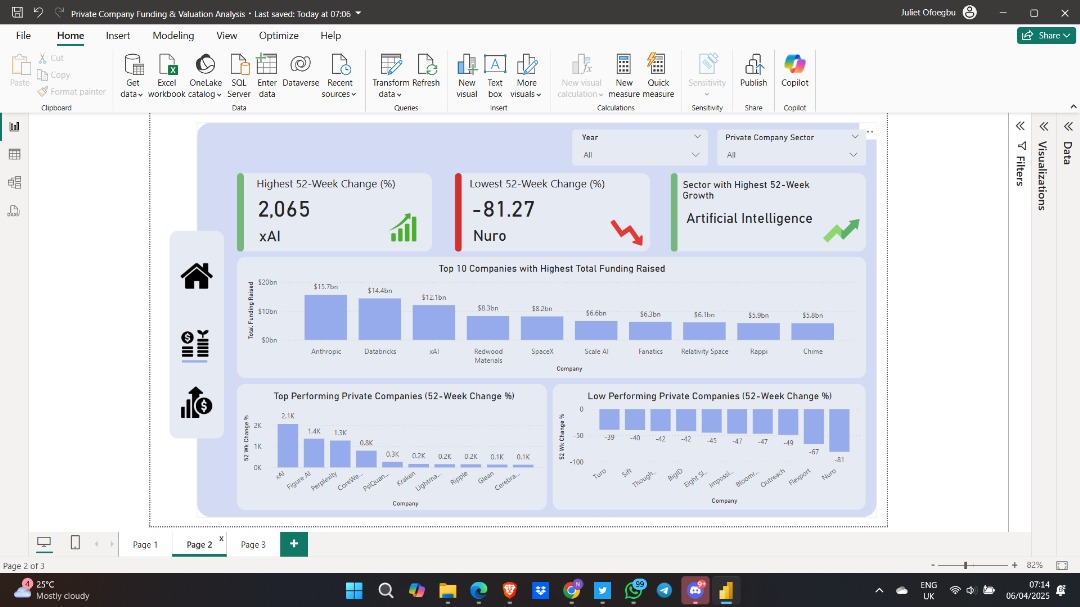 Private Company Funding & Valuation Analysis • Last saved: Today at 07:06
Juliet Ofoegbu
File Home Insert Modeling View Optimize Help
Share
Paste
Cut
Copy
Format painter
Clipboard
Get data
Excel workbook
OneLake catalog
SQL Server
Enter data
Dataverse
Recent sources
Data
Transform data
Refresh
Queries
New visual
Text box
More visuals
Insert
New visual calculation
New measure
Quick measure
Calculations
Sensitivity
Sensitivity
Publish
Share
Copilot
Copilot
Year
All
Private Company Sector
All
Highest 52-Week Change (%)
2,065
xAI
Lowest 52-Week Change (%)
-81.27
Nuro
Sector with Highest 52-Week
Growth
Artificial Intelligence
Top 10 Companies with Highest Total Funding Raised
Total Funding Raised
$20bn
$10bn
$0bn
$15.7bn $14.4bn $12.1bn $8.3bn $8.2bn $6.6bn $6.3bn $6.1bn $5.9bn $5.8bn
Anthropic Databricks xAI Redwood Materials SpaceX Scale AI Fanatics Relativity Space Rappi Chime
Company
Top Performing Private Companies (52-Week Change %)
52 Wk Change %
2K
1K
0K
2.1K 1.4K 1.3K 0.8K 0.3K 0.2K 0.2K 0.2K 0.1K 0.1K
xAI Figure AI Perplexity CoreWe... PsiQuan... Kraken Lightma... Ripple Glean Cerebra...
Company
Low Performing Private Companies (52-Week Change %)
52 Wk Change %
0
-50
-100
-39 -40 -42 -42 -45 -47 -47 -49 -67 -81
Turo Sift Though... BigID Eight Sl... Impossi... Bloomr... Outreach Flexport Nuro
Company
Filters
Visualizations
Data
Page 1 Page 2 Page 3
Page 2 of 3
82%
4
25°C
Mostly cloudy
N
99
9+
ENG
UK
07:14
06/04/2025